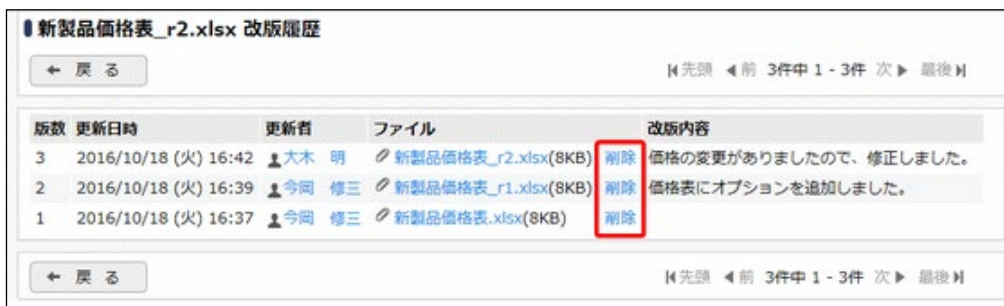 新製品価格表_r2.xlsx 改版履歴
← 戻 る
先頭 前 3件中 1 - 3件 次 最後
版数 更新日時 更新者 ファイル 改版内容
3 2016/10/18 (火) 16:42 大木 明 新製品価格表_r2.xlsx(8KB) 削除 価格の変更がありましたので、修正しました。
2 2016/10/18 (火) 16:39 今岡 修三 新製品価格表_r1.xlsx(8KB) 削除 価格表にオプションを追加しました。
1 2016/10/18 (火) 16:37 今岡 修三 新製品価格表.xlsx(8KB) 削除
← 戻 る
先頭 前 3件中 1 - 3件 次 最後